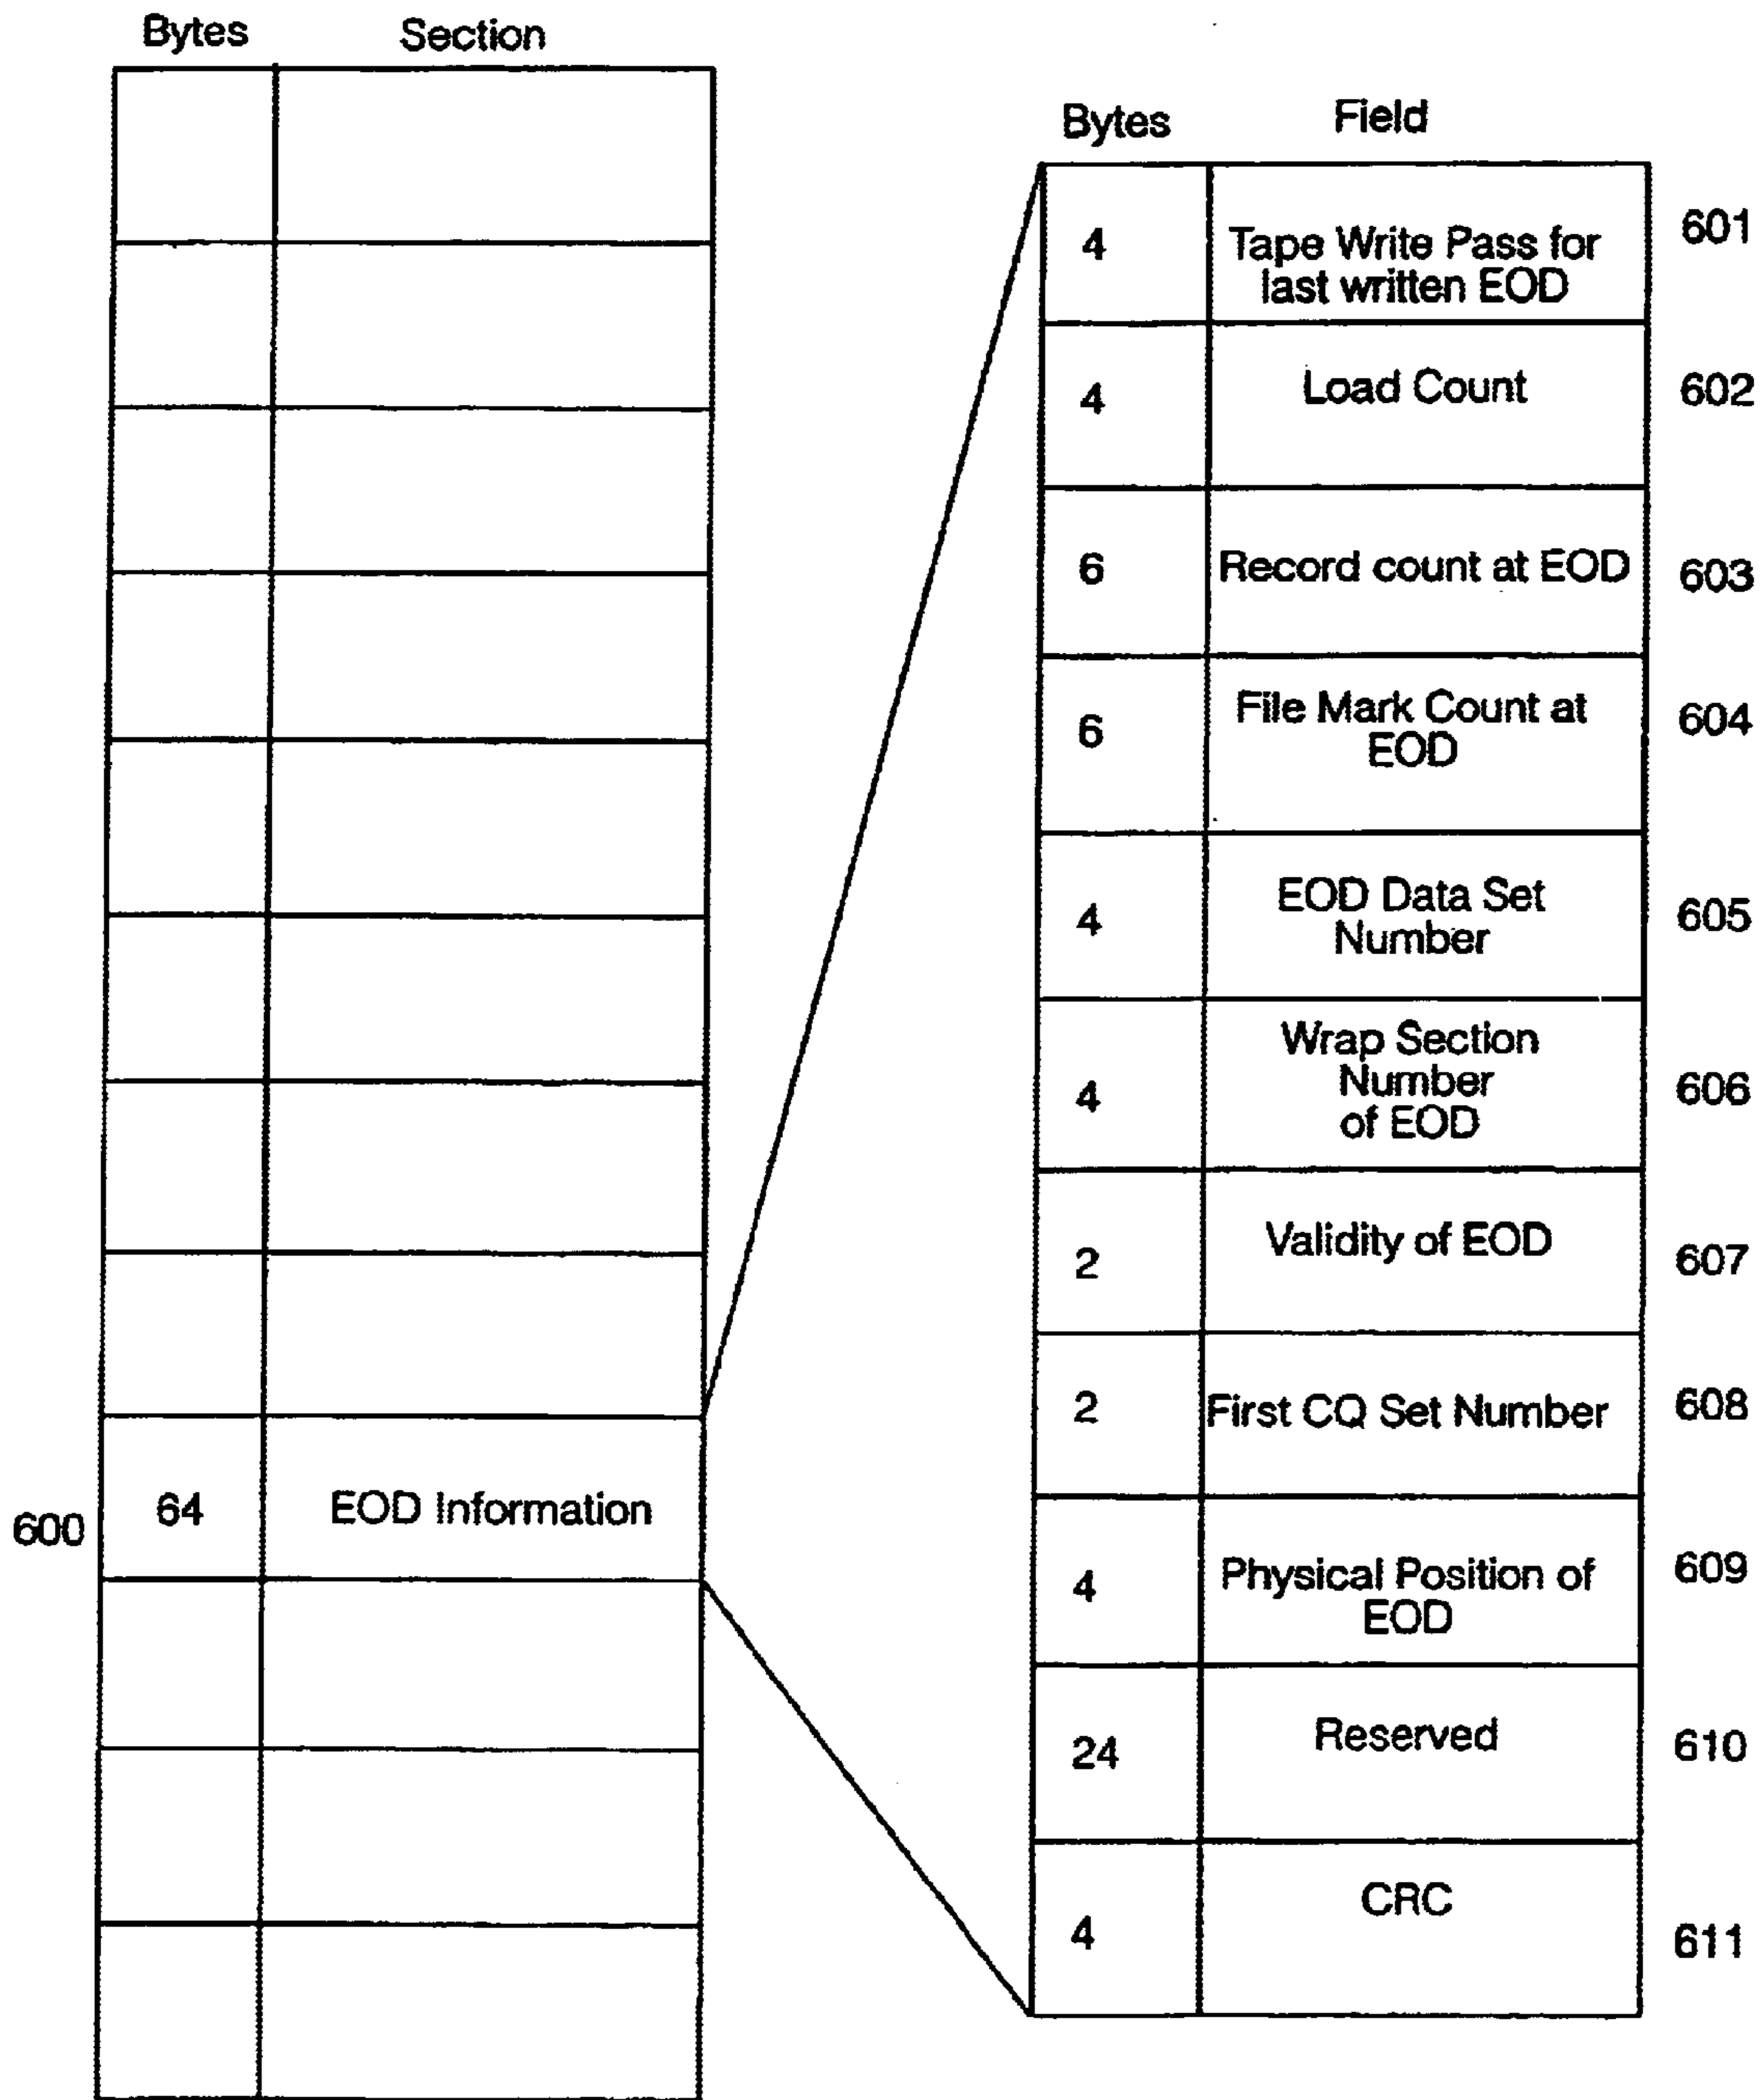 Bytes Section
600 64 EOD Information
Bytes Field
4 Tape Write Pass for
last written EOD 601
4 Load Count 602
6 Record count at EOD 603
6 File Mark Count at
EOD 604
4 EOD Data Set
Number 605
4 Wrap Section
Number
of EOD 606
2 Validity of EOD 607
2 First CQ Set Number 608
4 Physical Position of
EOD 609
24 Reserved 610
4 CRC 611